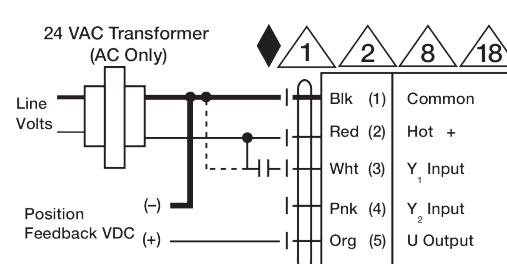 24 VAC Transformer
(AC Only)
1 2 8 18
Line
Volts
Blk (1) Common
Red (2) Hot +
Wht (3) Y1 Input
(–)
Pnk (4) Y2 Input
Position
Feedback VDC (+)
Org (5) U Output